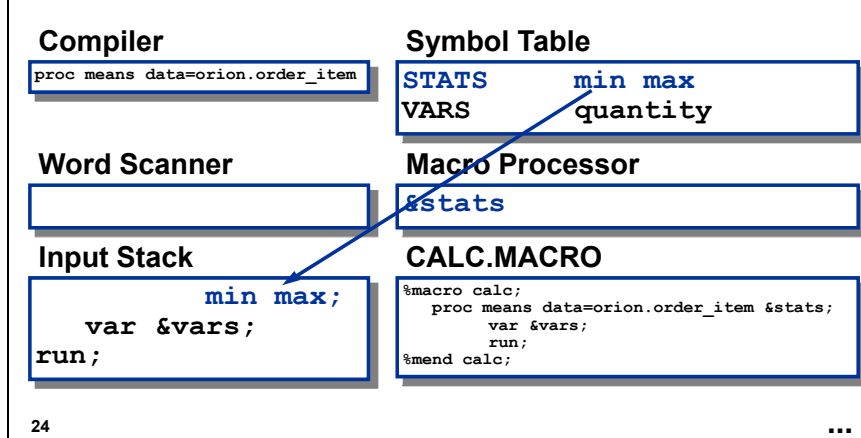 Compiler
proc means data=orion.order_item
Symbol Table
STATS min max
VARS quantity
Word Scanner
Macro Processor
&stats
Input Stack
min max;
var &vars;
run;
CALC.MACRO
%macro calc;
proc means data=orion.order_item &stats;
var &vars;
run;
%mend calc;
24
...